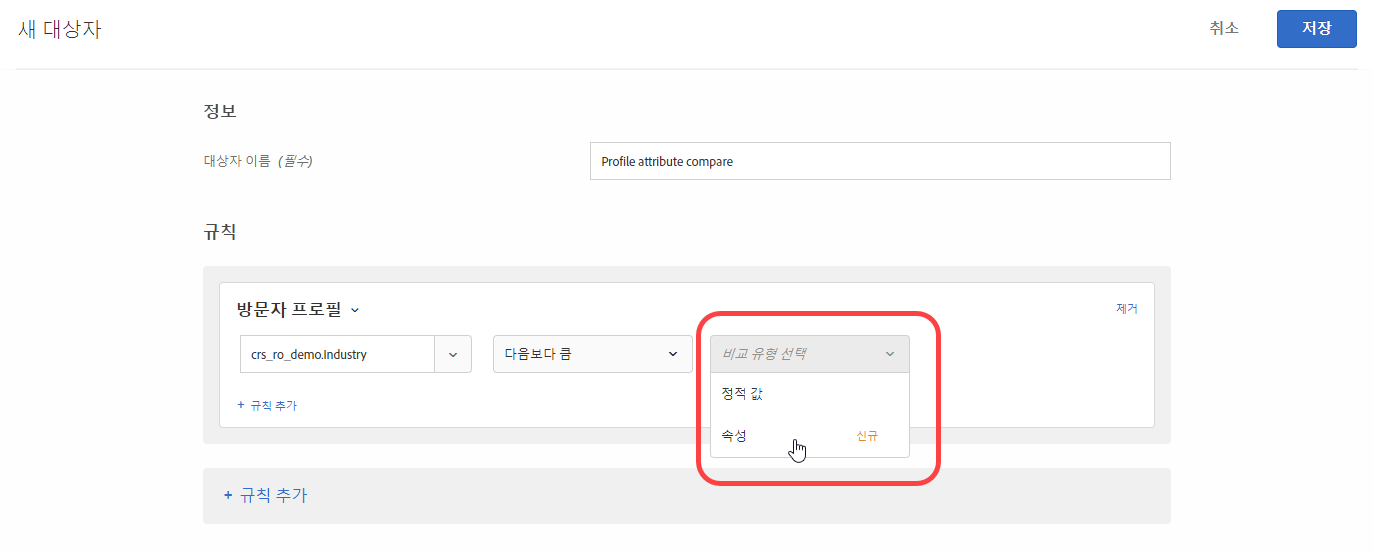 새 대상자
취소
저장
정보
대상자 이름 (필수)
Profile attribute compare
규칙
방문자 프로필
제거
crs_ro_demo.Industry
다음보다 큼
비교 유형 선택
정적 값
속성
신규
+ 규칙 추가
+ 규칙 추가